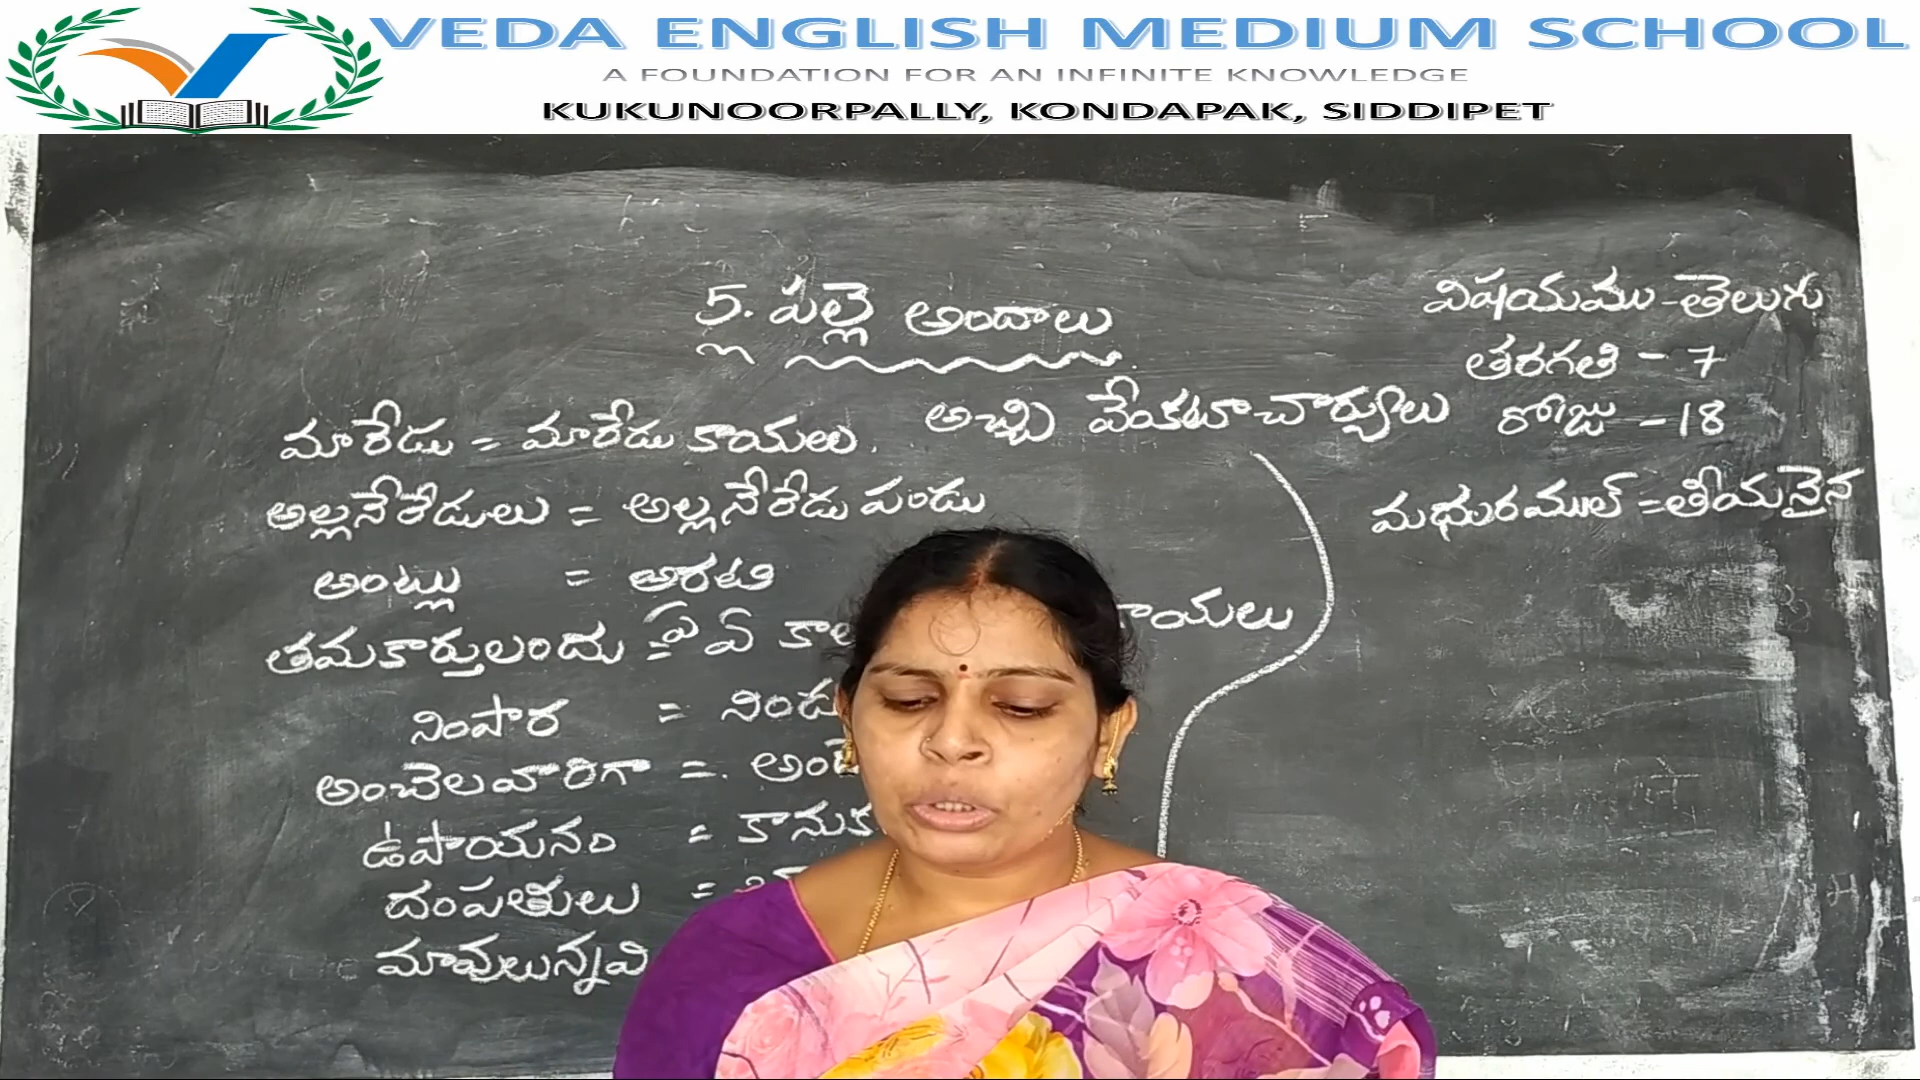 VEDA ENGLISH MEDIUM SCHOOL
A FOUNDATION FOR AN INFINITE KNOWLEDGE
KUKUNOORPALLY, KONDAPAK, SIDDIPET
5. పల్లె అందాలు
విషయము - తెలుగు
తరగతి - 7
రోజు - 18
అచ్చి వేంకటాచార్యులు
మారేడు = మారేడు కాయలు.
అల్లనేరేడులు = అల్లనేరేడు పండు
అంట్లు = అరటి
తమకార్తులందు = ఏ ఏ
నింపార =
అంచెలవారిగా =
ఉపాయనం = కానుక
దంపతులు =
మావులున్నవి
మధురముల్ = తీయనైన